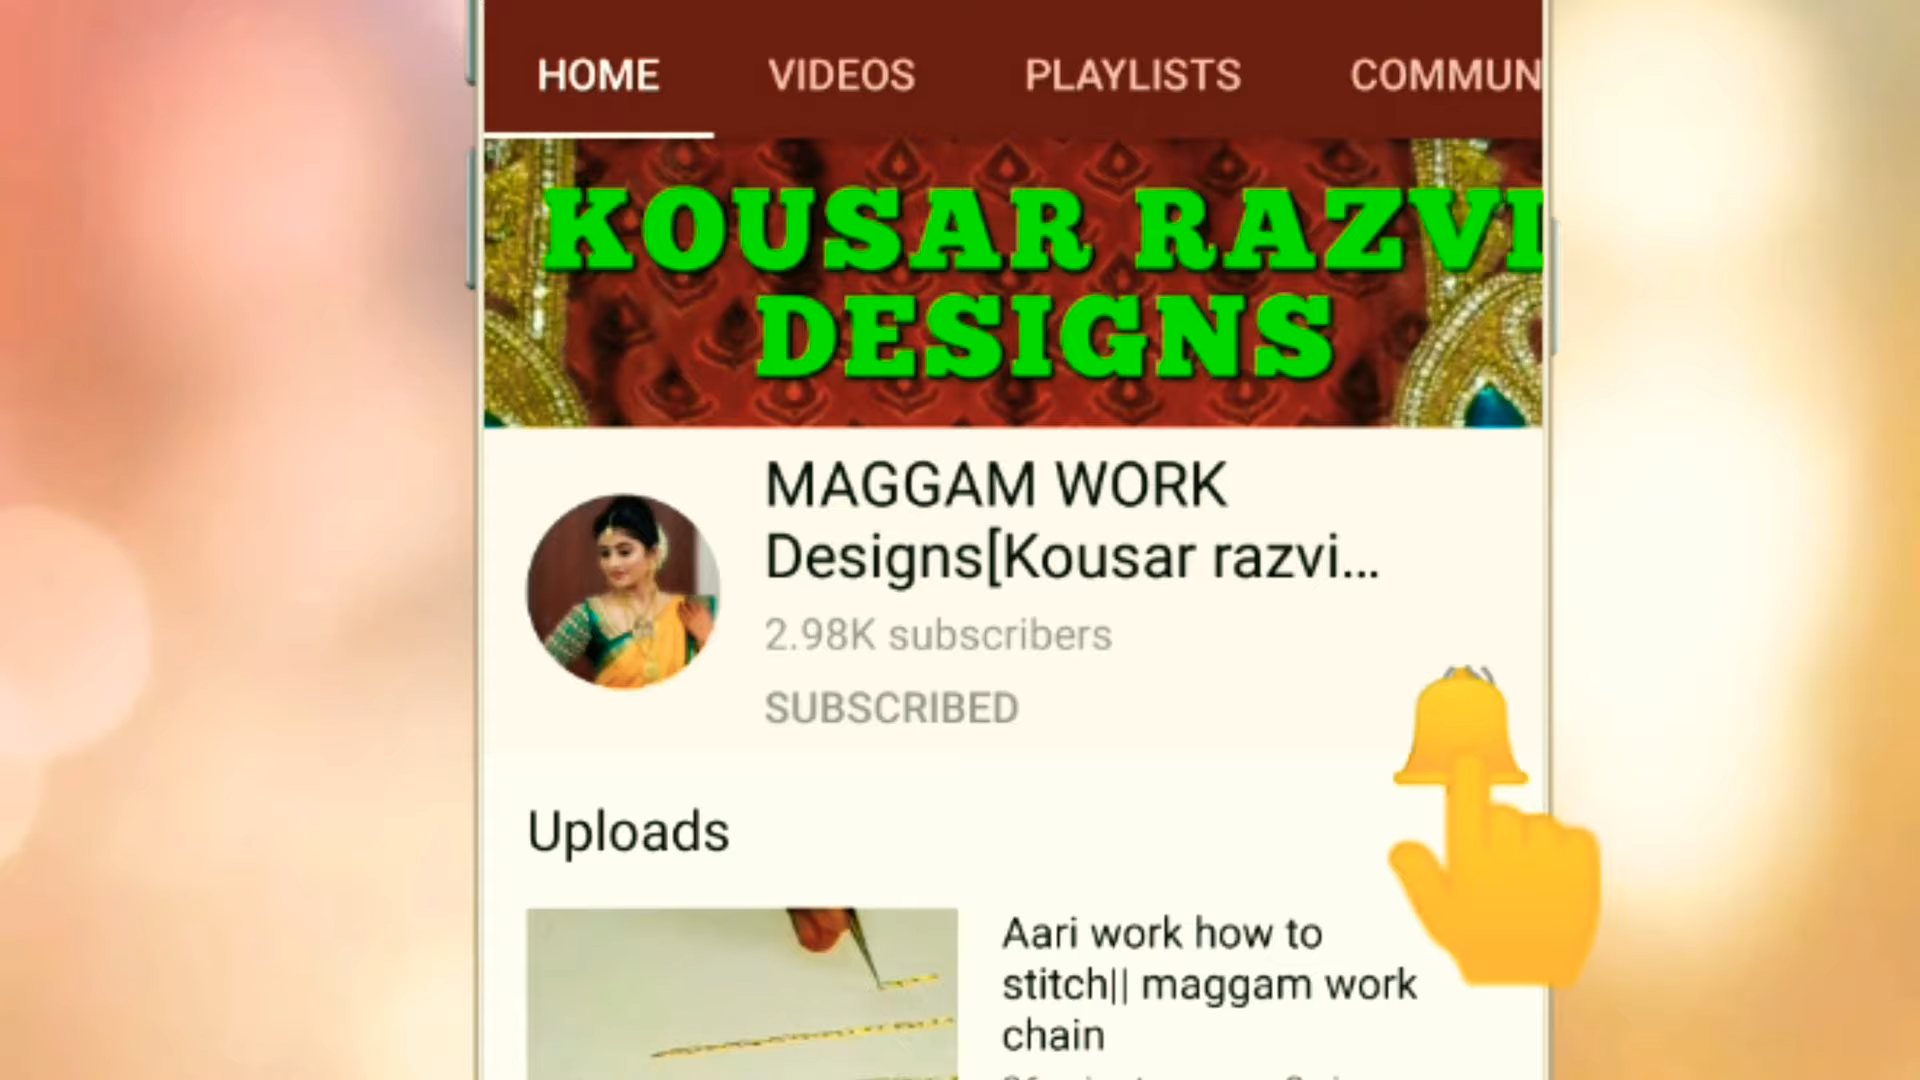 HOME VIDEOS PLAYLISTS COMMUN
KOUSAR RAZVI
DESIGNS
MAGGAM WORK
Designs[Kousar razvi...
2.98K subscribers
SUBSCRIBED
Uploads
Aari work how to
stitch|| maggam work
chain